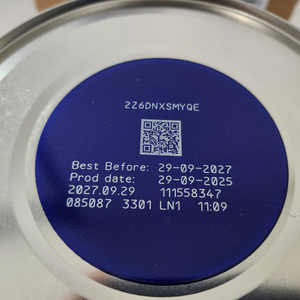 2Z6DNXSMYQE
Best Before: 29-09-2027
Prod date: 29-09-2025
2027.09.29 111558347
085087 3301 LN1 11:09